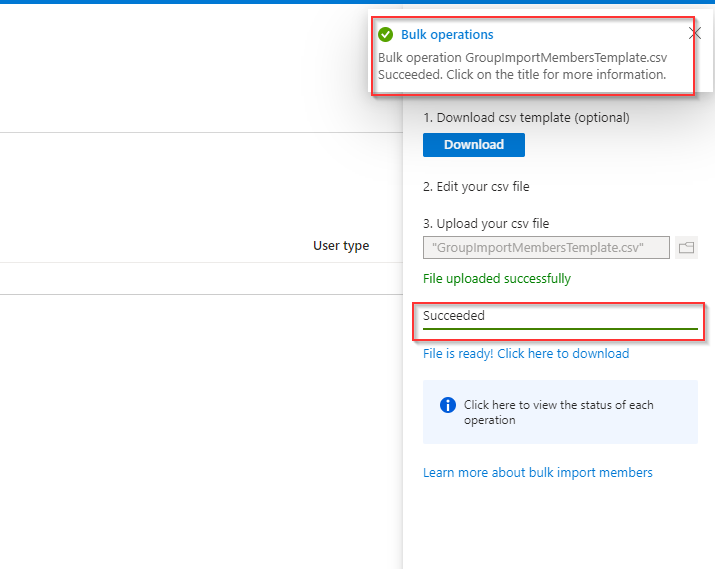 Bulk operations
Bulk operation GroupImportMembersTemplate.csv
Succeeded. Click on the title for more information.
1. Download csv template (optional)
Download
2. Edit your csv file
3. Upload your csv file
User type
"GroupImportMembersTemplate.csv"
File uploaded successfully
Succeeded
File is ready! Click here to download
Click here to view the status of each
operation
Learn more about bulk import members